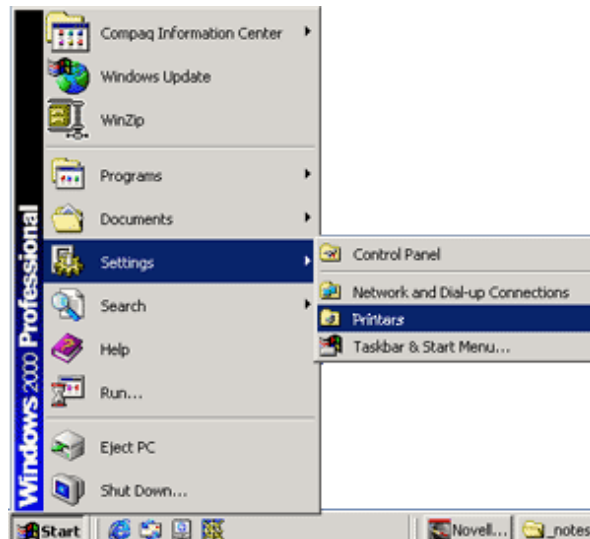 Compaq Information Center
Windows Update
WinZip
Programs
Documents
Settings
Search
Help
Run...
Eject PC
Shut Down...
Windows 2000 Professional
Control Panel
Network and Dial-up Connections
Printers
Taskbar & Start Menu...
Start
Novell...
_notes